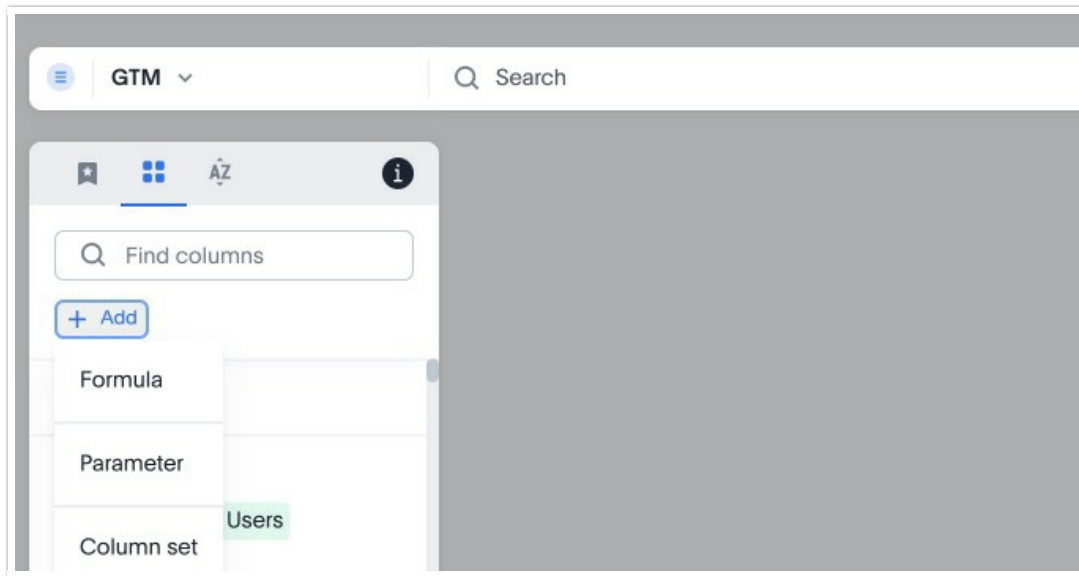 GTM
Search
AZ
i
Find columns
+ Add
Formula
Parameter
Users
Column set